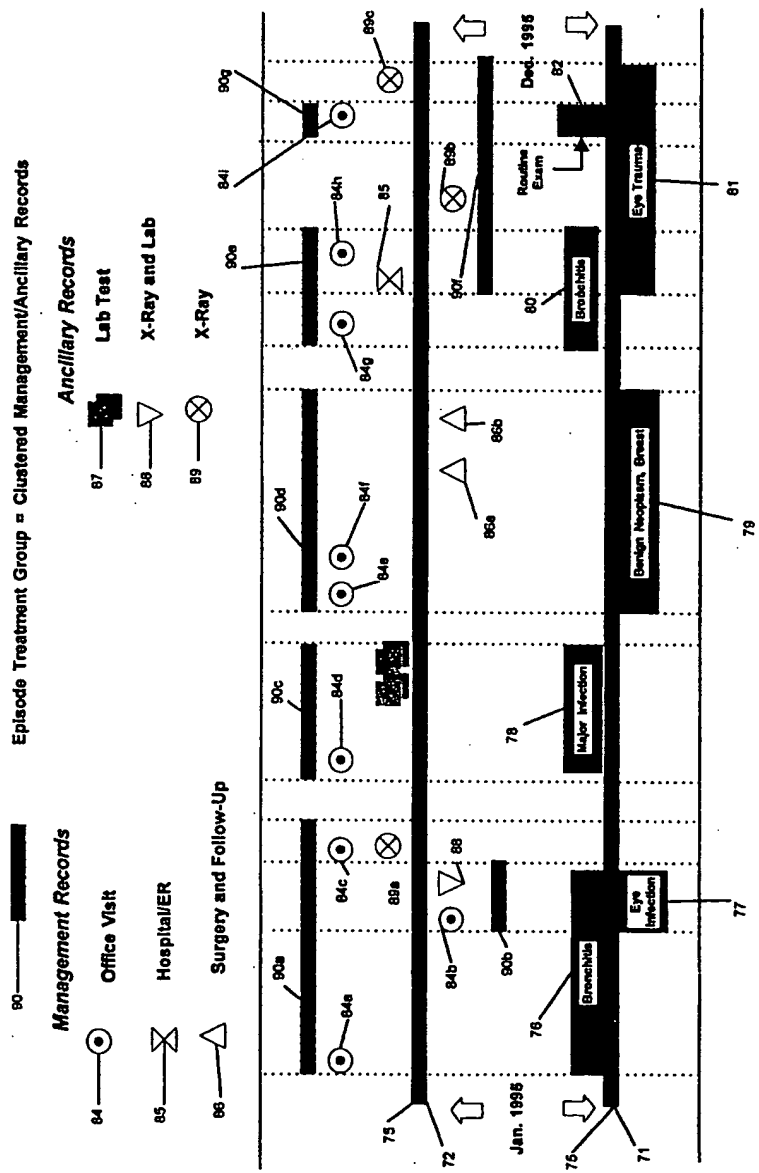 90 Episode Treatment Group = Clustered Management/Ancillary Records
Management Records
Ancillary Records
84 Office Visit
87 Lab Test
85 Hospital/ER
88 X-Ray and Lab
86 Surgery and Follow-Up
89 X-Ray
90a
90c
90d
90e
90g
84i
84a
84c
84d
84e
84f
84g
84h
85
89c
89a
75
72
84b
88
86a
86b
89b
90b
90f
Jan. 1995
Dec. 1995
Routine
Exam
82
76
78
80
Bronchitis
Major Infection
Bronchitis
75
71
Eye
Infection
Benign Neoplasm, Breast
Eye Trauma
77
79
81